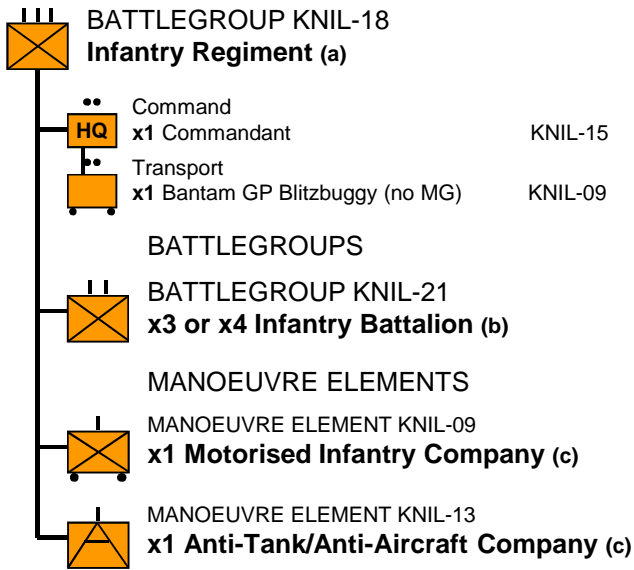 BATTLEGROUP KNIL-18
Infantry Regiment (a)
Command
HQ x1 Commandant KNIL-15
Transport
x1 Bantam GP Blitzbuggy (no MG) KNIL-09
BATTLEGROUPS
BATTLEGROUP KNIL-21
x3 or x4 Infantry Battalion (b)
MANOEUVRE ELEMENTS
MANOEUVRE ELEMENT KNIL-09
x1 Motorised Infantry Company (c)
MANOEUVRE ELEMENT KNIL-13
x1 Anti-Tank/Anti-Aircraft Company (c)